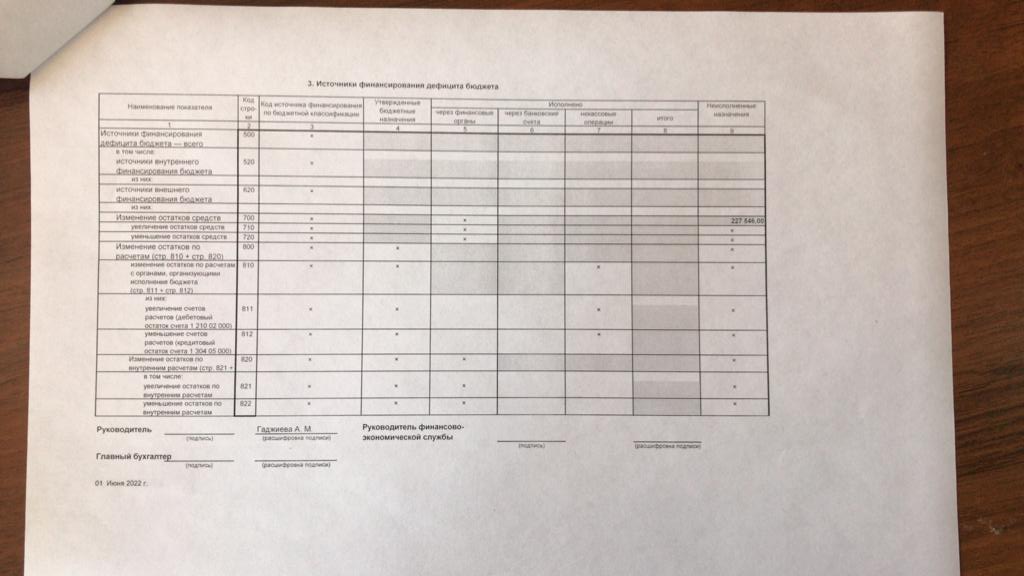 3. Источники финансирования дефицита бюджета
Наименование показателя
Код стро- ки
Код источника финансирования по бюджетной классификации
Утвержденные бюджетные назначения
Исполнено
через финансовые органы
через банковские счета
некассовые операции
итого
Неисполненные назначения
1 2 3 4 5 6 7 8 9
Источники финансирования 500 х
дефицита бюджета — всего
в том числе:
источники внутреннего 520 х
финансирования бюджета
из них:
источники внешнего 620 х
финансирования бюджета
из них:
Изменение остатков средств 700 х х 227 546,00
увеличение остатков средств 710 х х х
уменьшение остатков средств 720 х х х
Изменение остатков по 800 х х х
расчетам (стр. 810 + стр. 820)
изменение остатков по расчетам 810 х х х х
с органами, организующими
исполнение бюджета
(стр. 811 + стр. 812)
из них:
увеличение счетов 811 х х х х
расчетов (дебетовый
остаток счета 1 210 02 000)
уменьшение счетов 812 х х х х
расчетов (кредитовый
остаток счета 1 304 05 000)
Изменение остатков по 820 х х х х
внутренним расчетам (стр. 821 +
в том числе:
увеличение остатков по 821 х х х х
внутренним расчетам
уменьшение остатков по 822 х х х х
внутренним расчетам
Руководитель Гаджиева А. М. Руководитель финансово-
(подпись) (расшифровка подписи) экономической службы
(подпись) (расшифровка подписи)
Главный бухгалтер
(подпись) (расшифровка подписи)
01 Июня 2022 г.